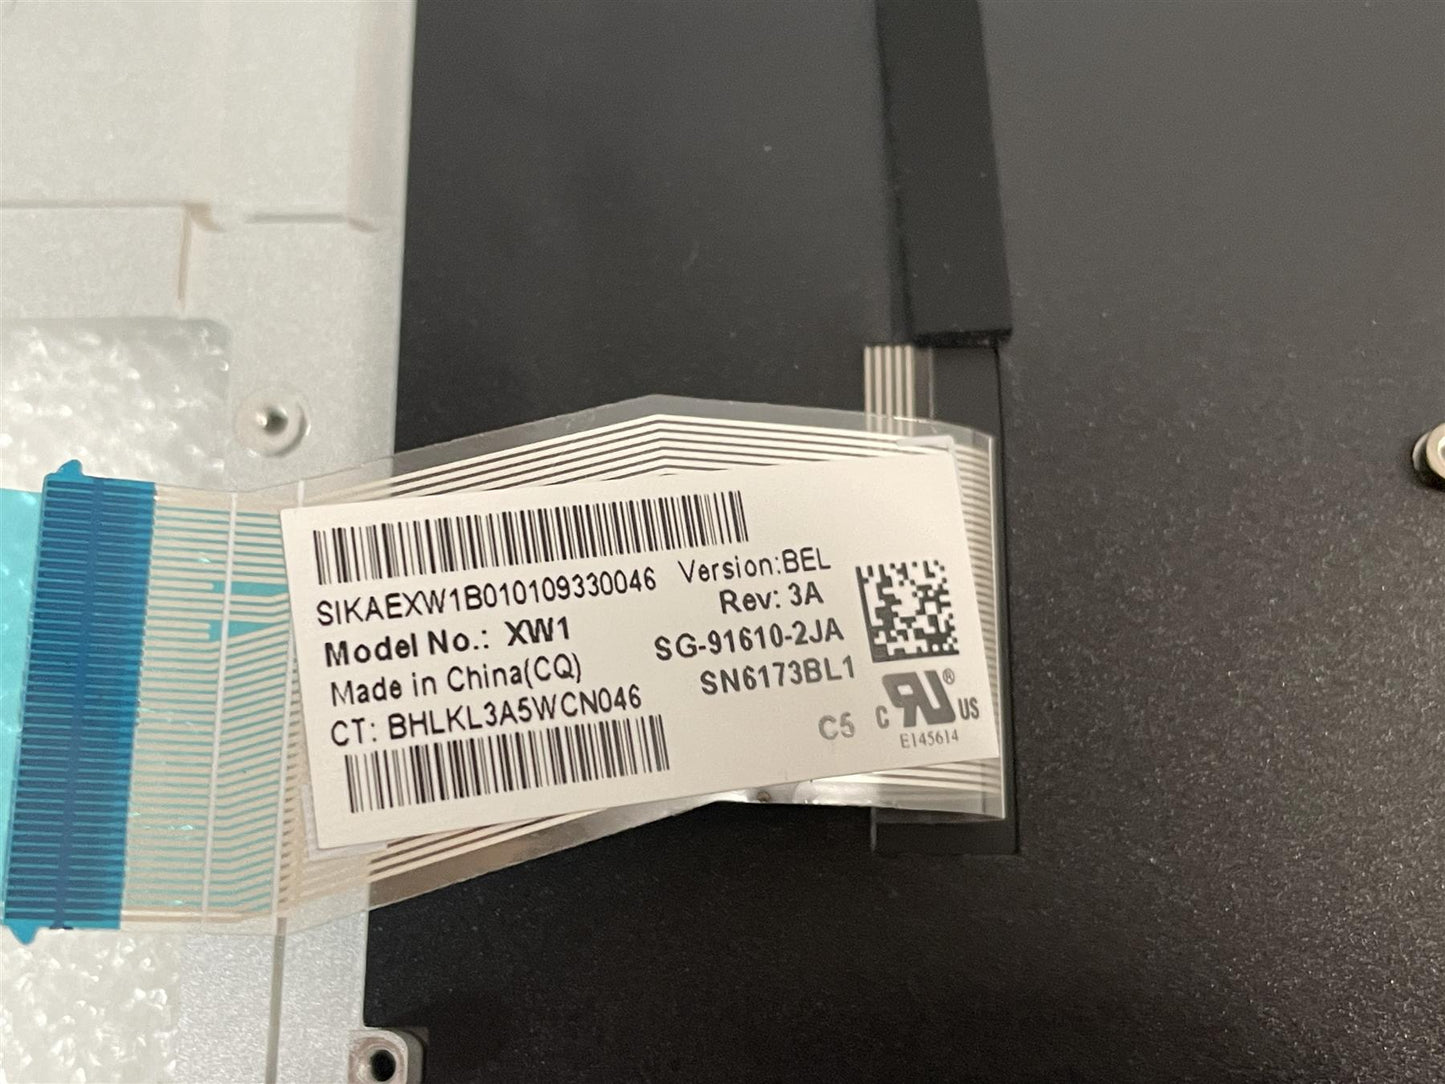 SIKAEXW1B010109330046
Model No.: XW1
Made in China(CQ)
CT: BHLKL3A5WCN046
Version:BEL
Rev: 3A
SG-91610-2JA
SN6173BL1
C5
C RU® US
E145614